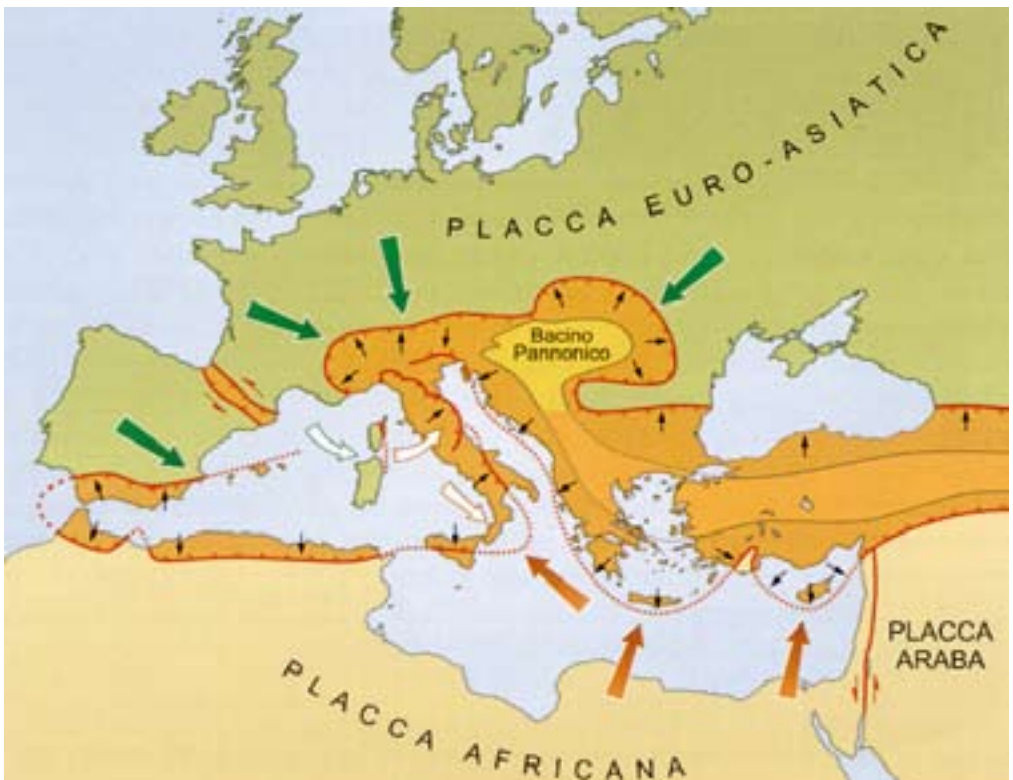 PLACCA EURO-ASIATICA
Bacino
Pannonico
PLACCA
ARABA
PLACCA AFRICANA